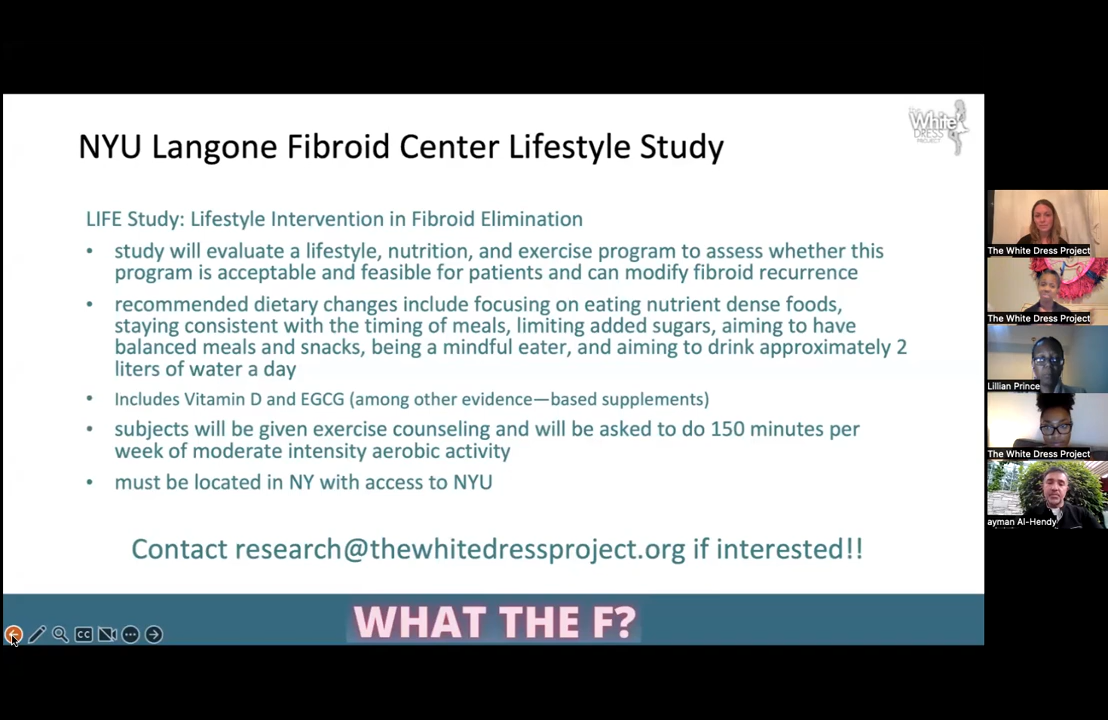 The
White
DRESS
PROJECT
NYU Langone Fibroid Center Lifestyle Study
LIFE Study: Lifestyle Intervention in Fibroid Elimination
• study will evaluate a lifestyle, nutrition, and exercise program to assess whether this
program is acceptable and feasible for patients and can modify fibroid recurrence
• recommended dietary changes include focusing on eating nutrient dense foods,
staying consistent with the timing of meals, limiting added sugars, aiming to have
balanced meals and snacks, being a mindful eater, and aiming to drink approximately 2
liters of water a day
• Includes Vitamin D and EGCG (among other evidence—based supplements)
• subjects will be given exercise counseling and will be asked to do 150 minutes per
week of moderate intensity aerobic activity
• must be located in NY with access to NYU
Contact research@thewhitedressproject.org if interested!!
WHAT THE F?
CC
The White Dress Project
The White Dress Project
Lillian Prince
The White Dress Project
ayman Al-Hendy